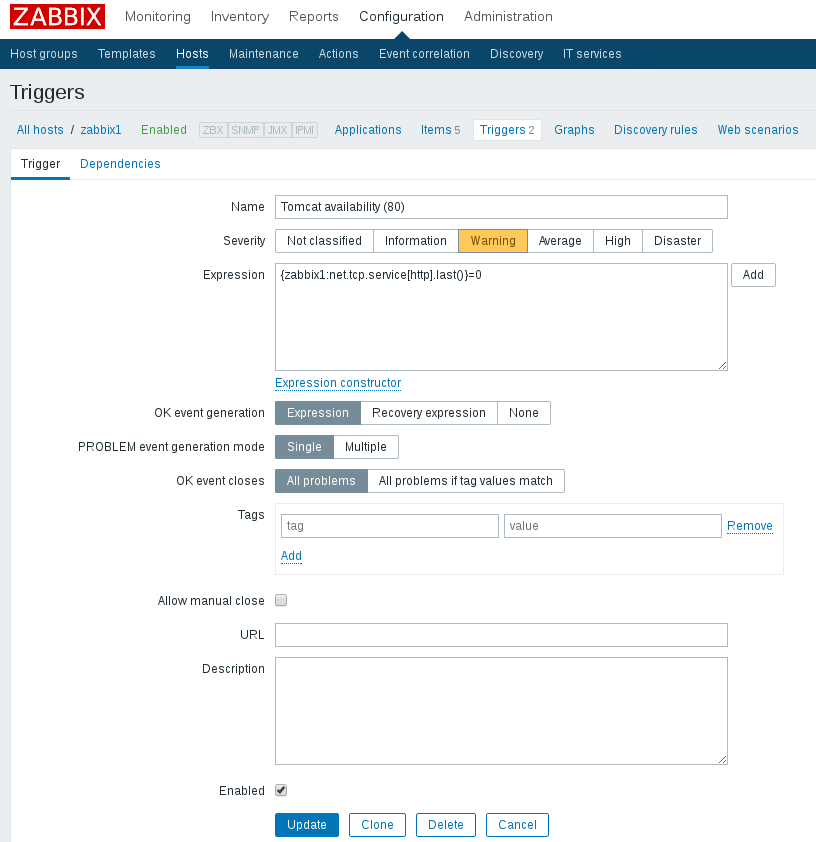 ZABBIX Monitoring Inventory Reports Configuration Administration
Host groups Templates Hosts Maintenance Actions Event correlation Discovery IT services
Triggers
All hosts / zabbix1 Enabled ZBX SNMP JMX IPMI Applications Items 5 Triggers 2 Graphs Discovery rules Web scenarios
Trigger Dependencies
Name Tomcat availability (80)
Severity Not classified Information Warning Average High Disaster
Expression {zabbix1:net.tcp.service[http].last()}=0 Add
Expression constructor
OK event generation Expression Recovery expression None
PROBLEM event generation mode Single Multiple
OK event closes All problems All problems if tag values match
Tags tag value Remove
Add
Allow manual close
URL
Description
Enabled
Update Clone Delete Cancel